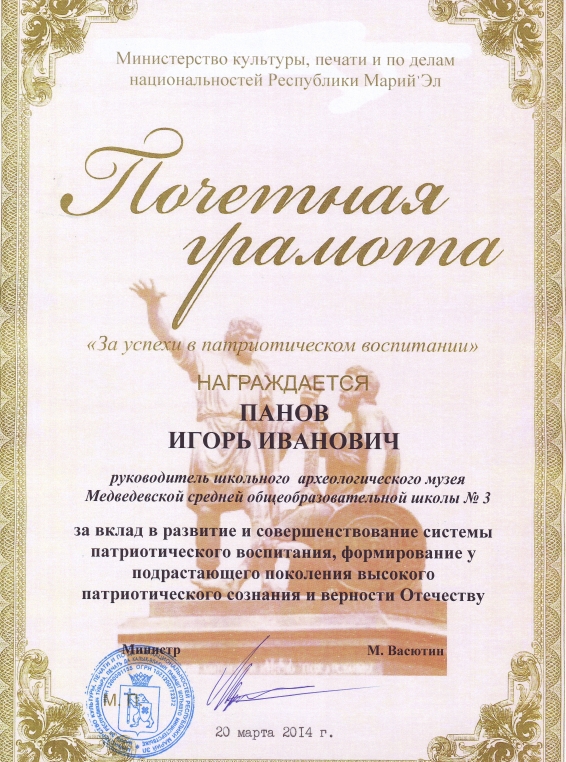 Министерство культуры, печати и по делам
национальностей Республики Марий Эл
Почетная
грамота
«За успехи в патриотическом воспитании»
НАГРАЖДАЕТСЯ
ПАНОВ
ИГОРЬ ИВАНОВИЧ
руководитель школьного археологического музея
Медведевской средней общеобразовательной школы № 3
за вклад в развитие и совершенствование системы
патриотического воспитания, формирование у
подрастающего поколения высокого
патриотического сознания и верности Отечеству
Министр М. Васютин
М. П.
20 марта 2014 г.